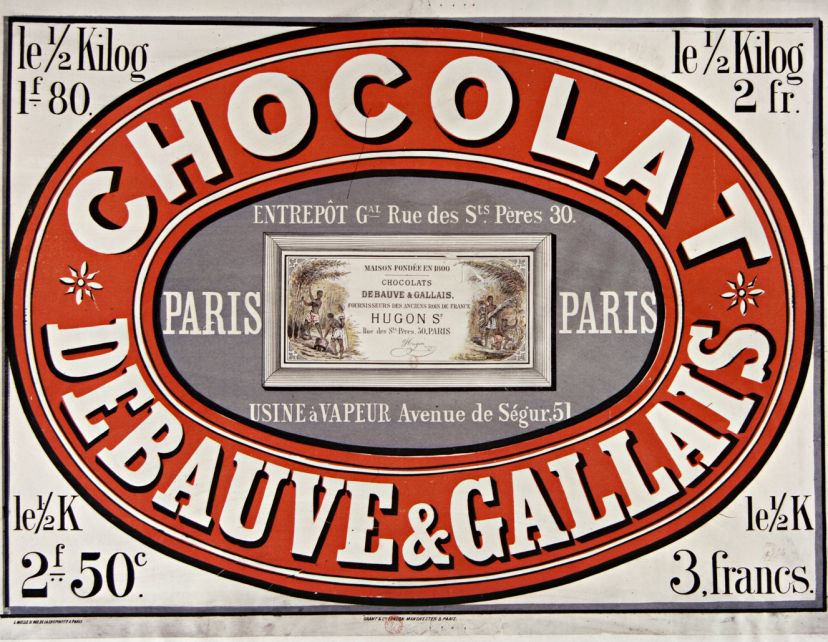 le ½ Kilog
1f 80.
le ½ Kilog
2 fr.
CHOCOLAT
ENTREPÔT GAL Rue des Sts Pères 30.
MAISON FONDÉE EN 1800
CHOCOLATS
DEBAUVE & GALLAIS.
FOURNISSEURS DES ANCIENS ROIS DE FRANCE
HUGON Sr
Rue des Sts Pères, 30, PARIS
Hugon
PARIS
PARIS
USINE à VAPEUR Avenue de Ségur, 51
DEBAUVE & GALLAIS
le ½ K
2f 50c
le ½ K
3, francs.